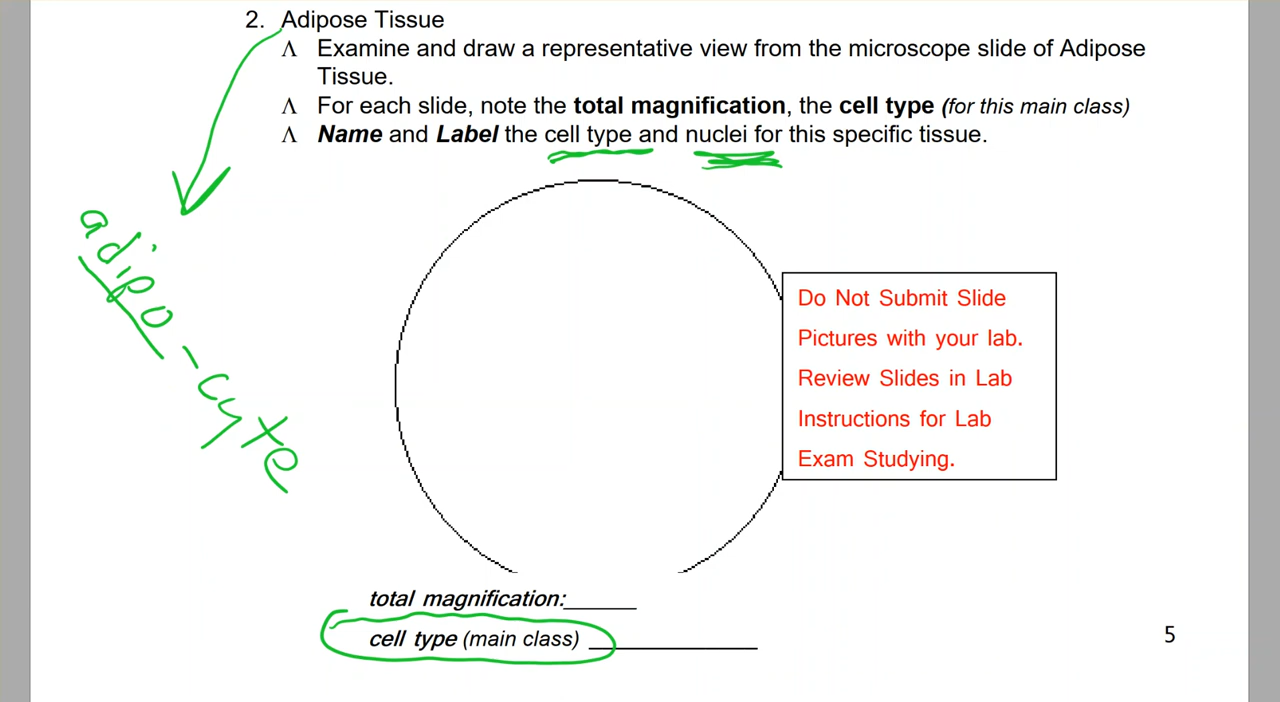 2. Adipose Tissue
Λ Examine and draw a representative view from the microscope slide of Adipose
Tissue.
Λ For each slide, note the total magnification, the cell type (for this main class)
Λ Name and Label the cell type and nuclei for this specific tissue.
adipo-cyte
Do Not Submit Slide
Pictures with your lab.
Review Slides in Lab
Instructions for Lab
Exam Studying.
total magnification:______
cell type (main class) ______________
5